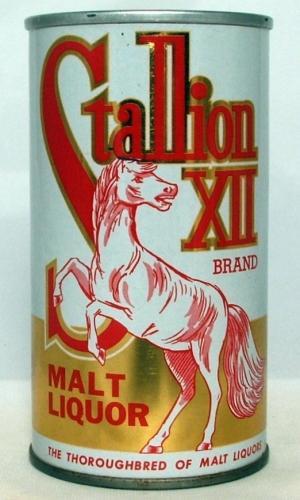 Stallion
XII
BRAND
MALT
LIQUOR
THE THOROUGHBRED OF MALT LIQUORS